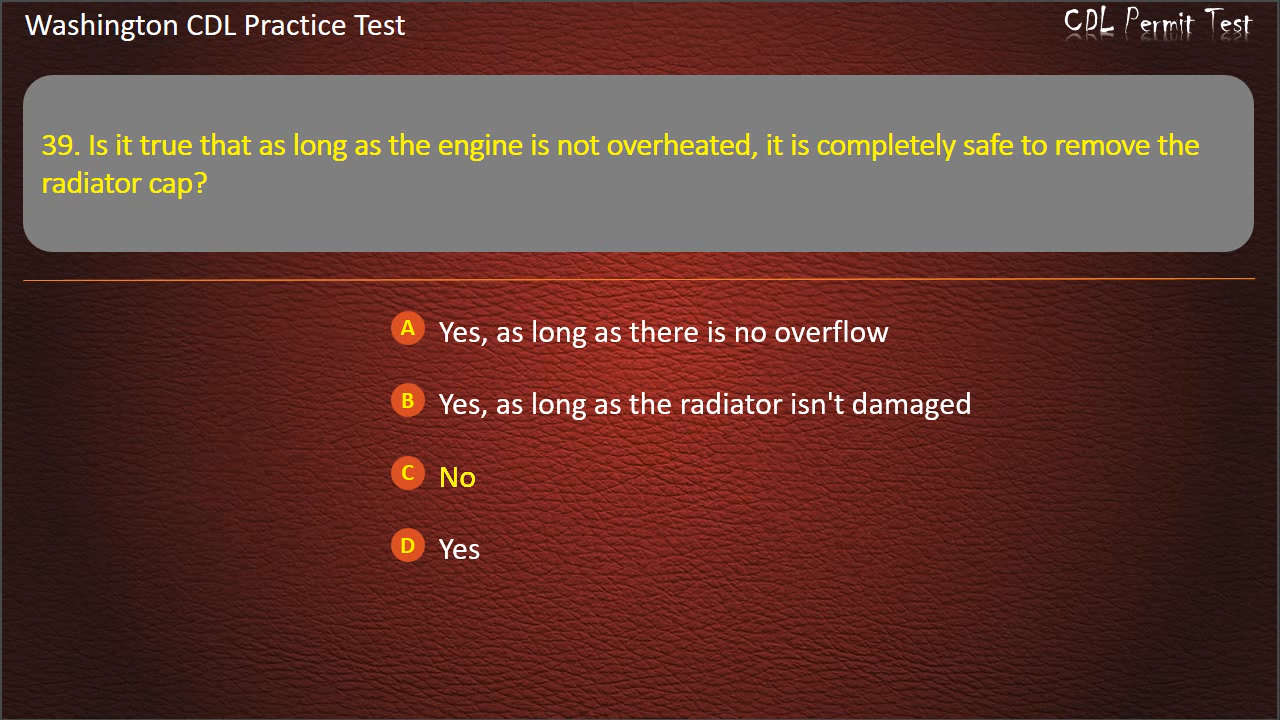 Washington CDL Practice Test
CDL Permit Test
39. Is it true that as long as the engine is not overheated, it is completely safe to remove the
radiator cap?
A Yes, as long as there is no overflow
B Yes, as long as the radiator isn't damaged
C No
D Yes